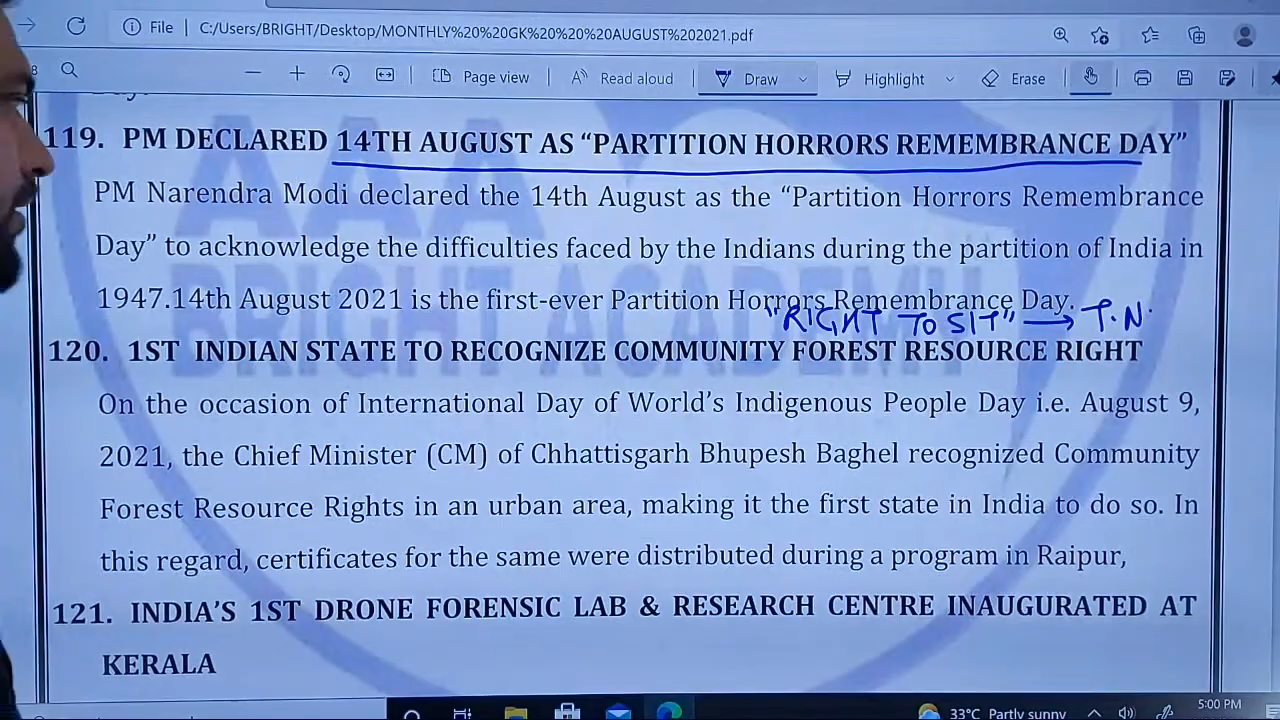 File | C:/Users/BRIGHT/Desktop/MONTHLY%20%20GK%20%20%20AUGUST%202021.pdf
Page view | Read aloud | Draw Highlight Erase
119. PM DECLARED 14TH AUGUST AS “PARTITION HORRORS REMEMBRANCE DAY”
PM Narendra Modi declared the 14th August as the “Partition Horrors Remembrance
Day” to acknowledge the difficulties faced by the Indians during the partition of India in
1947.14th August 2021 is the first-ever Partition Horrors Remembrance Day.
"RIGHT TO SIT" → T.N.
120. 1ST INDIAN STATE TO RECOGNIZE COMMUNITY FOREST RESOURCE RIGHT
On the occasion of International Day of World’s Indigenous People Day i.e. August 9,
2021, the Chief Minister (CM) of Chhattisgarh Bhupesh Baghel recognized Community
Forest Resource Rights in an urban area, making it the first state in India to do so. In
this regard, certificates for the same were distributed during a program in Raipur,
121. INDIA’S 1ST DRONE FORENSIC LAB & RESEARCH CENTRE INAUGURATED AT
KERALA
AAA
BRIGHT ACADEMY
33°C Partly sunny
5:00 PM